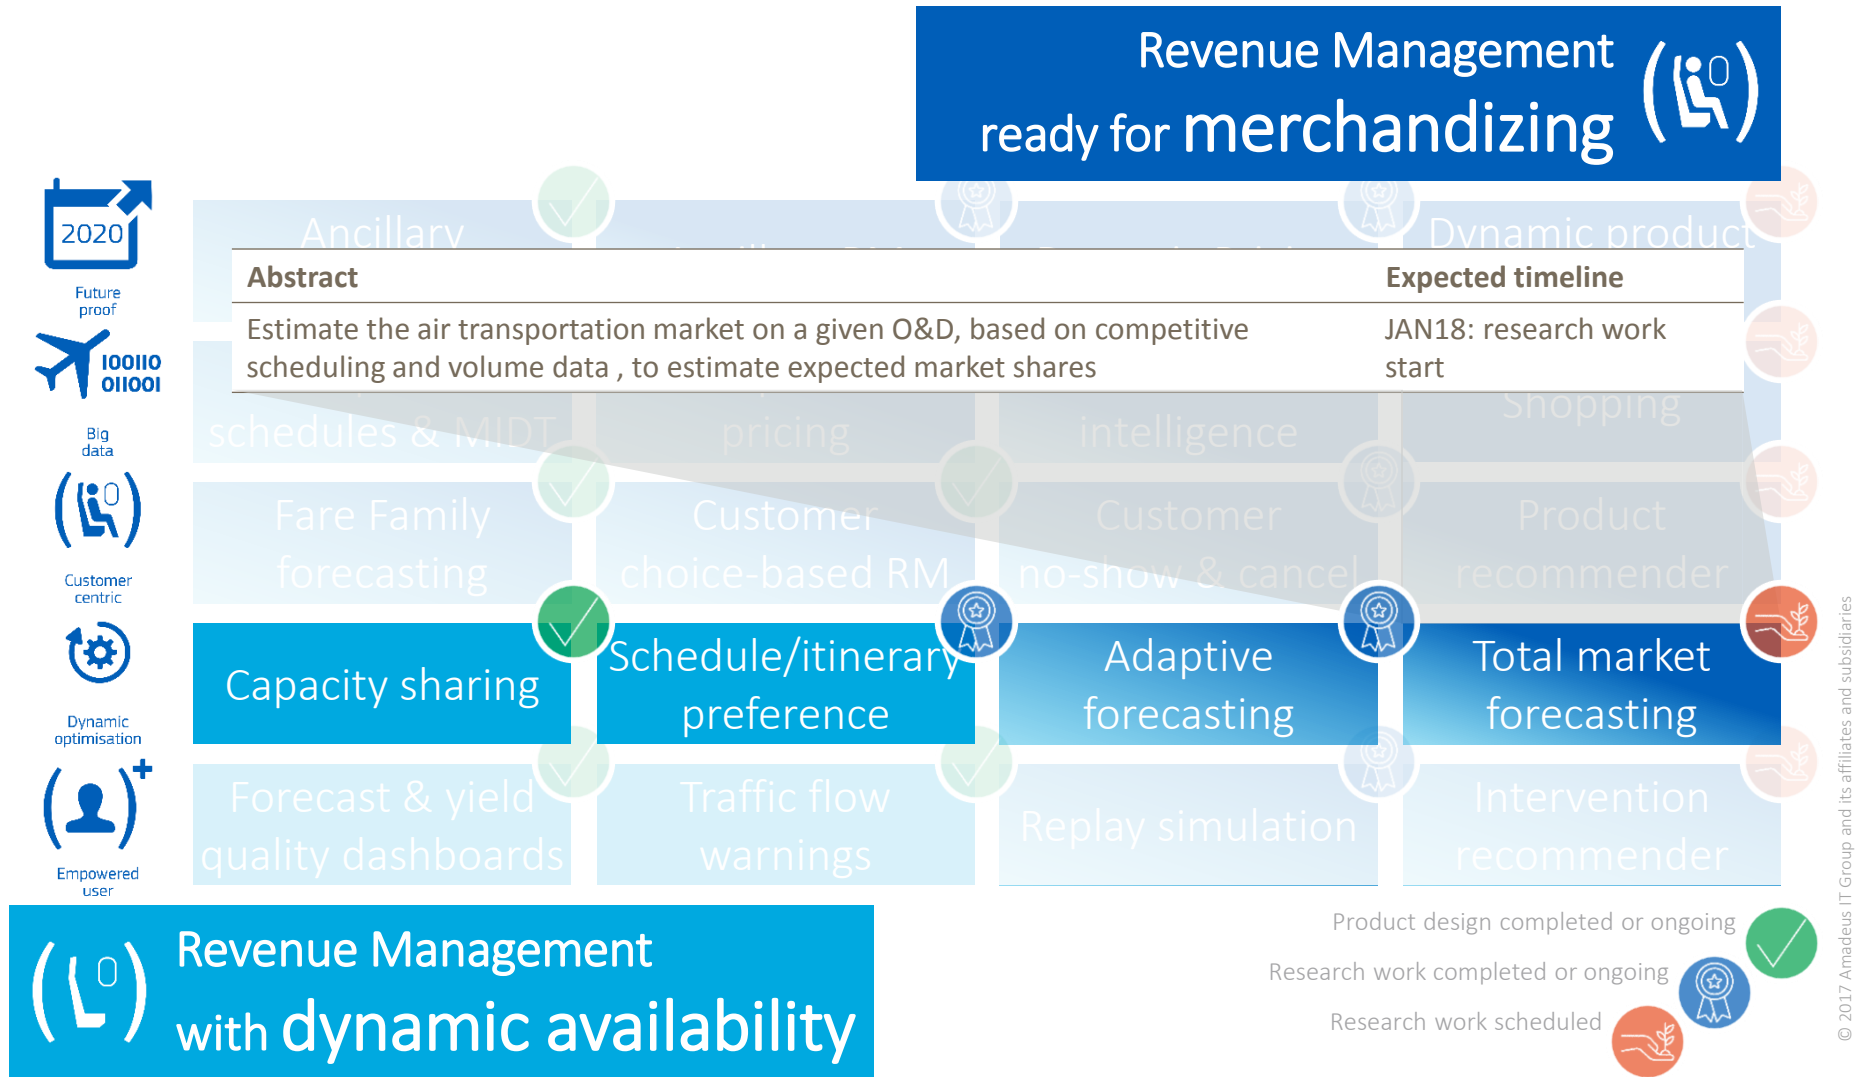 Revenue Management
ready for merchandizing
2020
Future
proof
100110
011001
Big
data
Customer
centric
Dynamic
optimisation
Empowered
user
Ancillary
Dynamic product
Abstract
Expected timeline
Estimate the air transportation market on a given O&D, based on competitive
scheduling and volume data , to estimate expected market shares
JAN18: research work
start
schedules & MIDT
pricing
intelligence
Shopping
Fare Family
forecasting
Customer
choice-based RM
Customer
no-show & cancel
Product
recommender
Capacity sharing
Schedule/itinerary
preference
Adaptive
forecasting
Total market
forecasting
Forecast & yield
quality dashboards
Traffic flow
warnings
Replay simulation
Intervention
recommender
Revenue Management
with dynamic availability
Product design completed or ongoing
Research work completed or ongoing
Research work scheduled
© 2017 Amadeus IT Group and its affiliates and subsidiaries